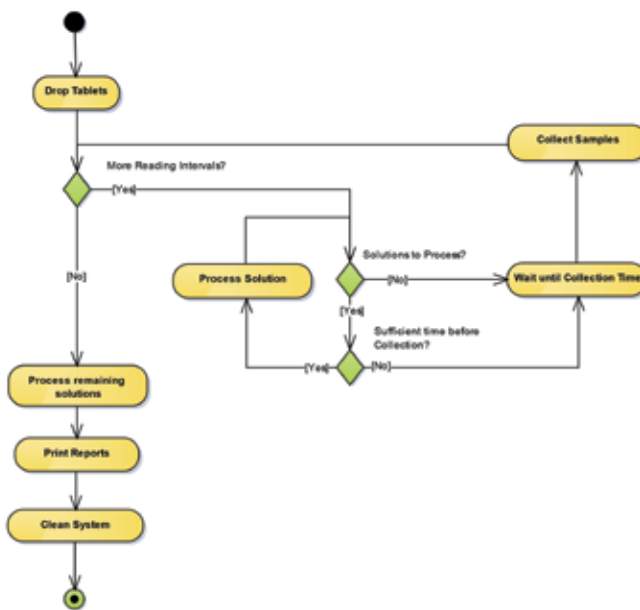 Drop Tablets
Collect Samples
More Reading Intervals?
[Yes]
Solutions to Process?
[No]
Process Solution
[No]
Wait until Collection Time
[Yes]
Sufficient time before
Collection?
[Yes]
[No]
Process remaining
solutions
Print Reports
Clean System